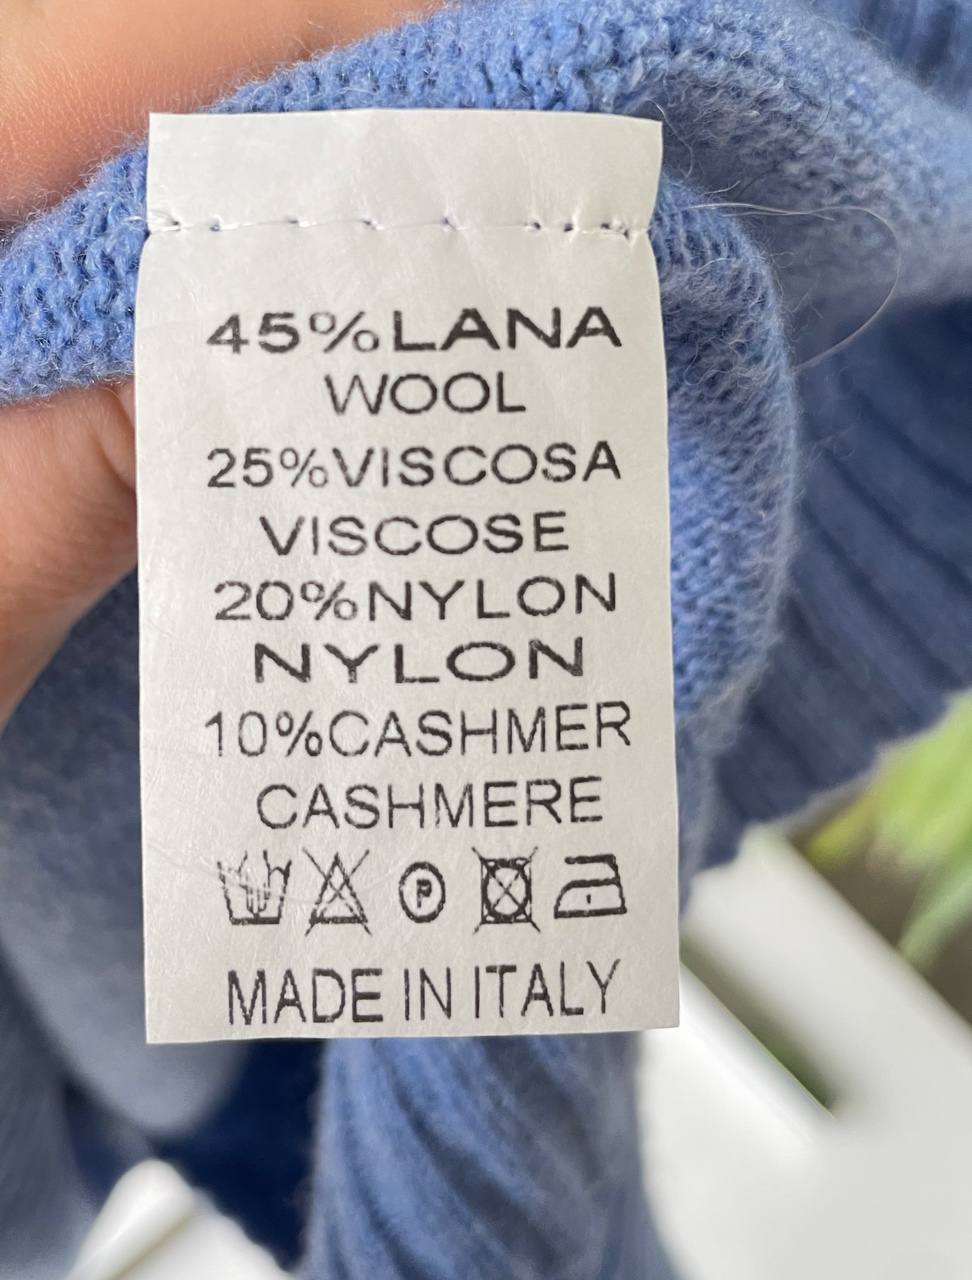 45%LANA
WOOL
25%VISCOSA
VISCOSE
20%NYLON
NYLON
10%CASHMER
CASHMERE
P
MADE IN ITALY